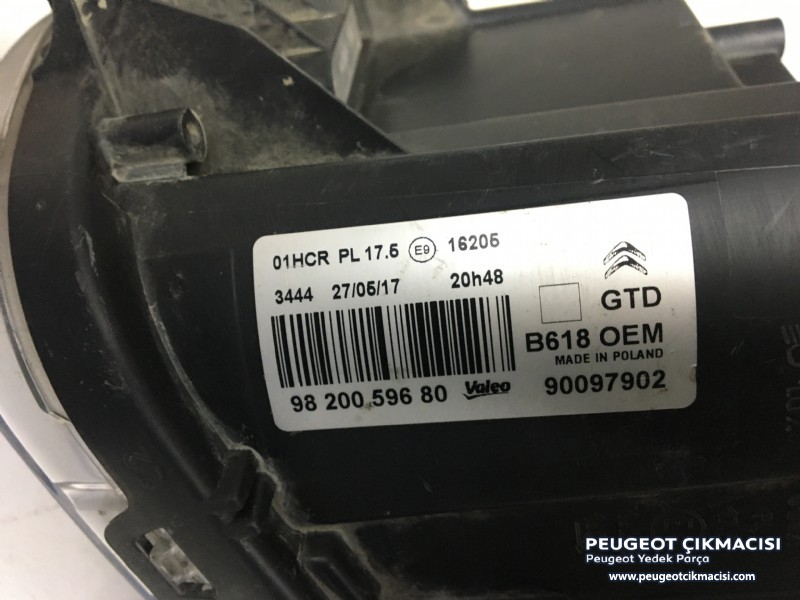 01HCR PL 17.5 E9 16205
3444 27/05/17 20h48
GTD
B618 OEM
MADE IN POLAND
98 200 596 80 Valeo 90097902
PEUGEOT ÇIKMACISI
Peugeot Yedek Parça
www.peugeotcikmacisi.com